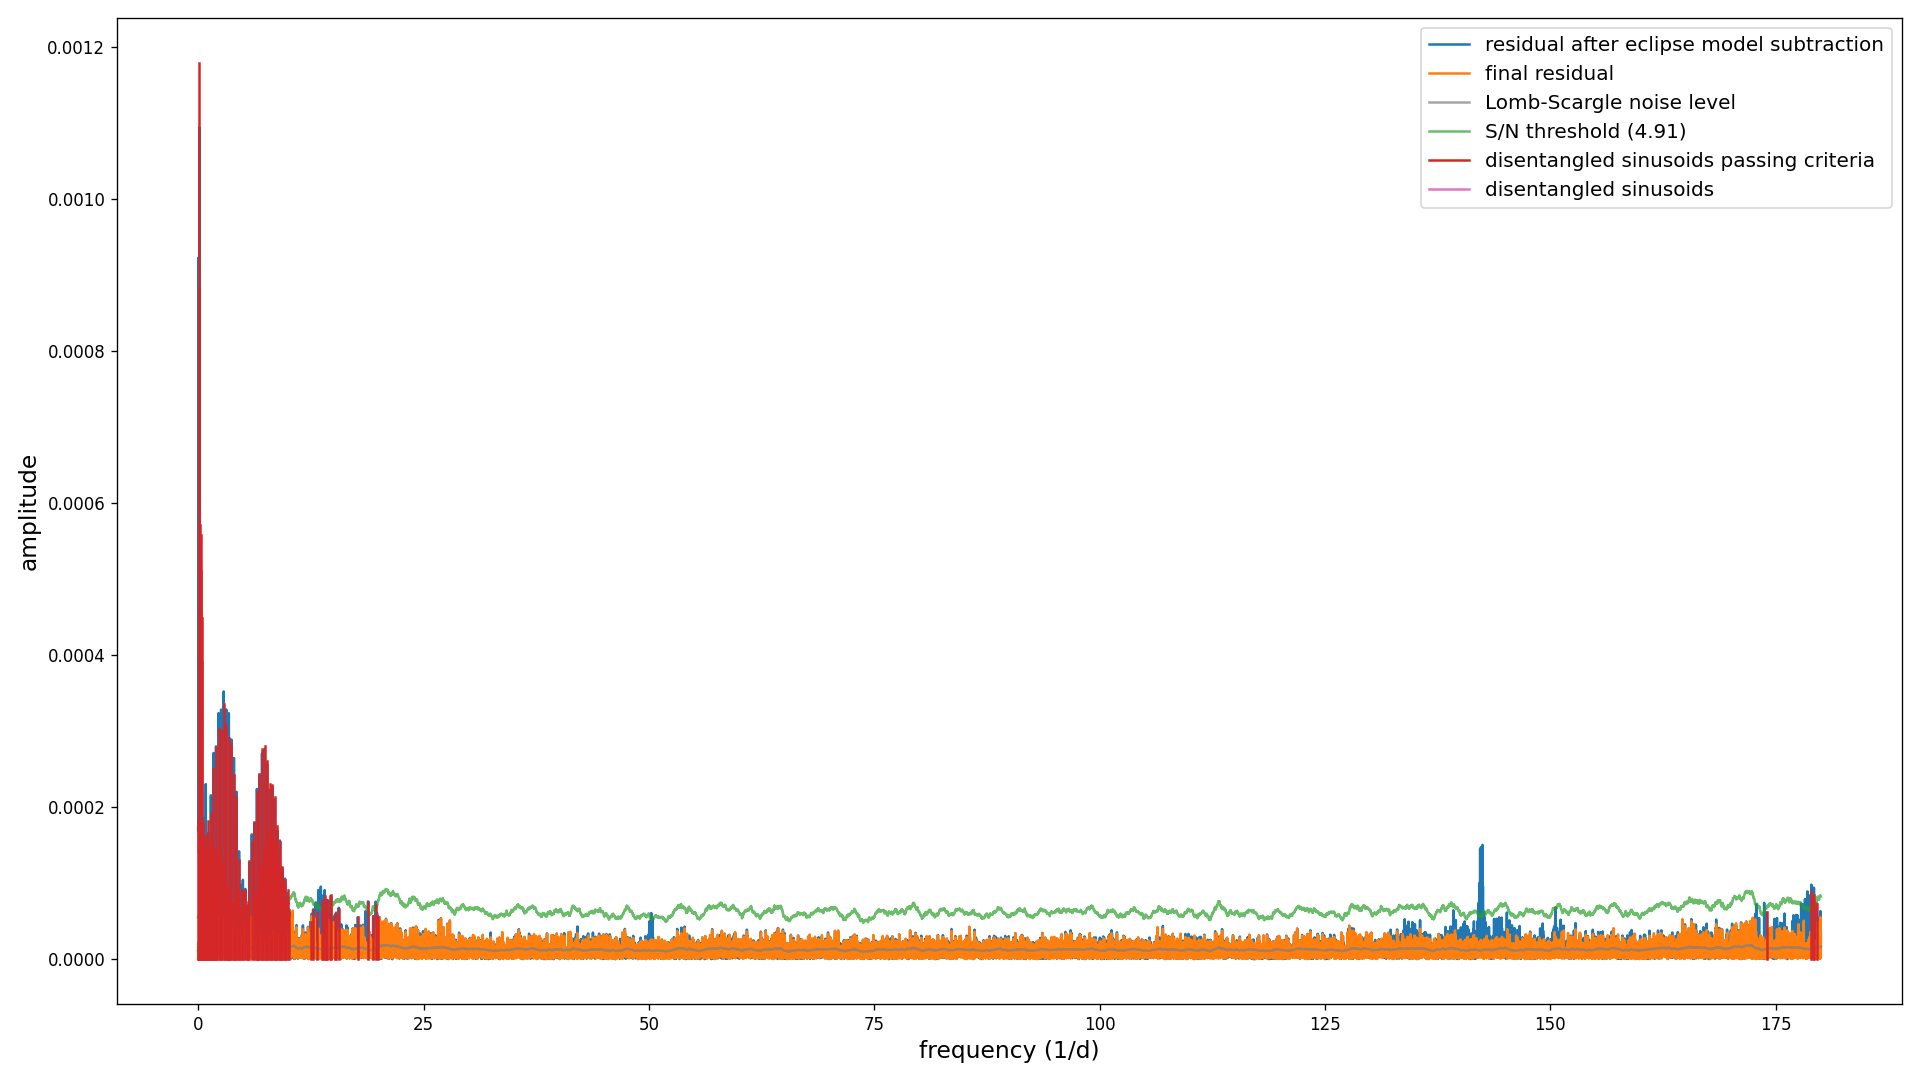 residual after eclipse model subtraction
final residual
Lomb-Scargle noise level
S/N threshold (4.91)
disentangled sinusoids passing criteria
disentangled sinusoids
amplitude
0.0012
0.0010
0.0008
0.0006
0.0004
0.0002
0.0000
0 25 50 75 100 125 150 175
frequency (1/d)